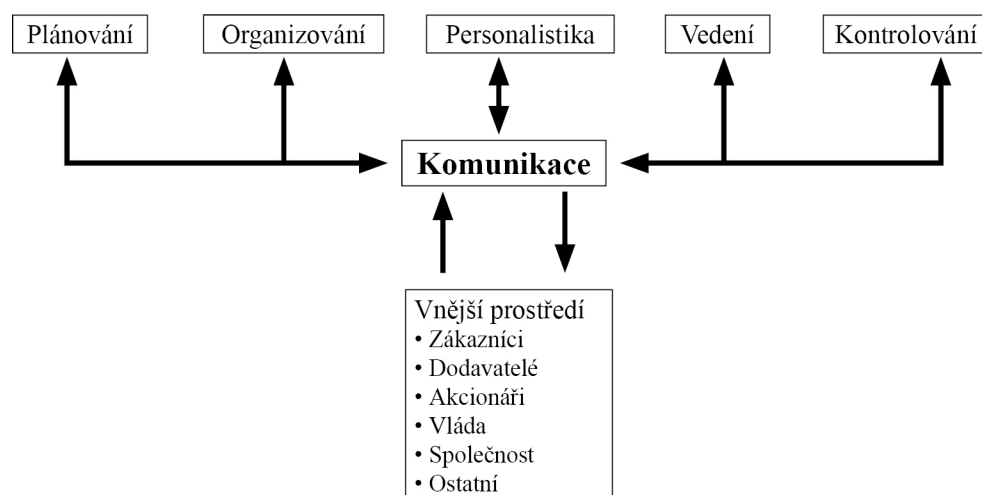 Plánování
Organizování
Personalistika
Vedení
Kontrolování
Komunikace
Vnější prostředí
• Zákazníci
• Dodavatelé
• Akcionáři
• Vláda
• Společnost
• Ostatní